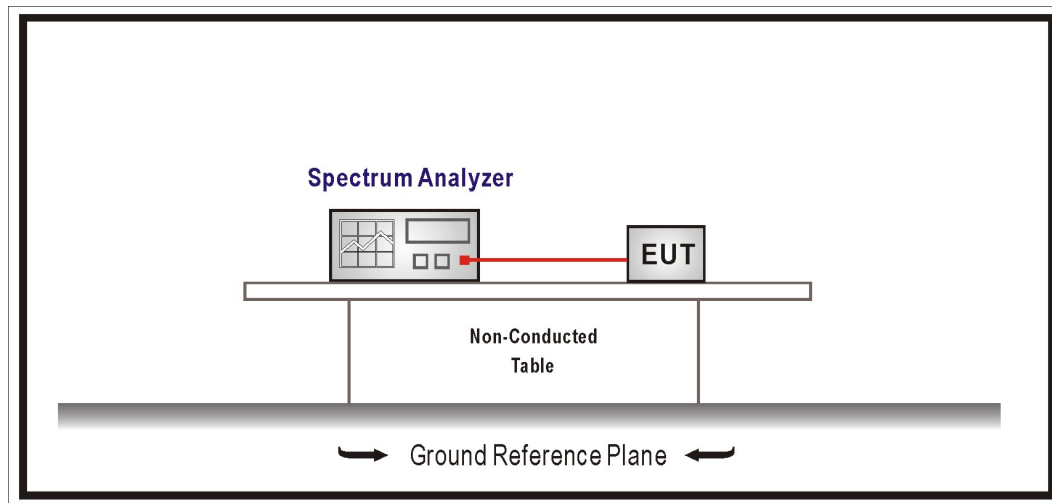 Spectrum Analyzer
EUT
Non-Conducted
Table
Ground Reference Plane